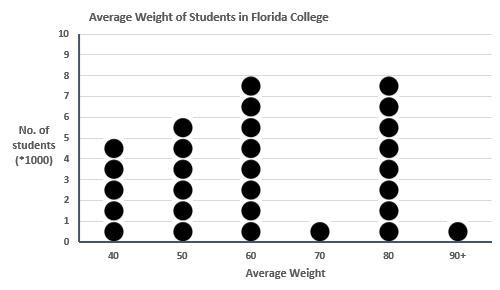 Average Weight of Students in Florida College
10
9
8
7
6
5
4
3
2
1
0
No. of
students
(*1000)
40 50 60 70 80 90+
Average Weight